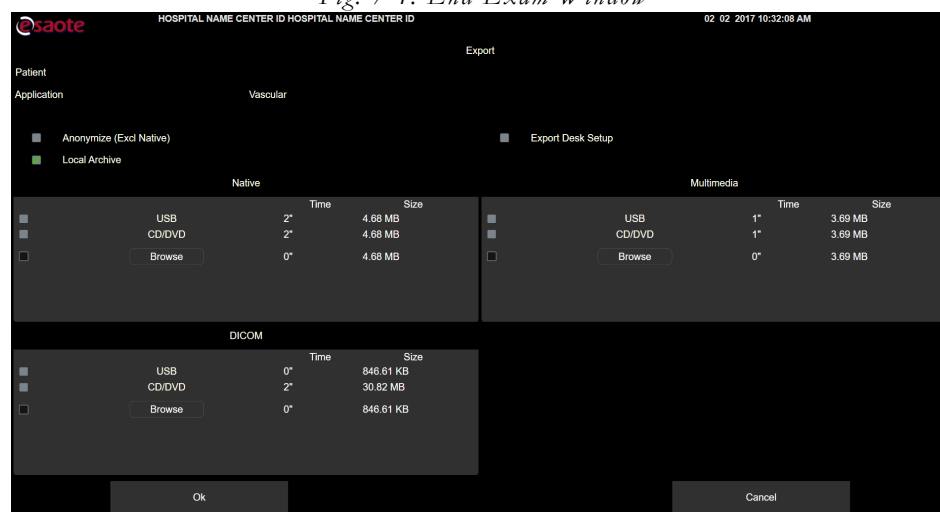 Fig. 7-4: End Exam Window
esaote HOSPITAL NAME CENTER ID HOSPITAL NAME CENTER ID 02 02 2017 10:32:08 AM
Export
Patient
Application Vascular
Anonymize (Excl Native) Export Desk Setup
Local Archive
Native Multimedia
Time Size Time Size
USB 2" 4.68 MB USB 1" 3.69 MB
CD/DVD 2" 4.68 MB CD/DVD 1" 3.69 MB
Browse 0" 4.68 MB Browse 0" 3.69 MB
DICOM
Time Size
USB 0" 846.61 KB
CD/DVD 2" 30.82 MB
Browse 0" 846.61 KB
Ok Cancel